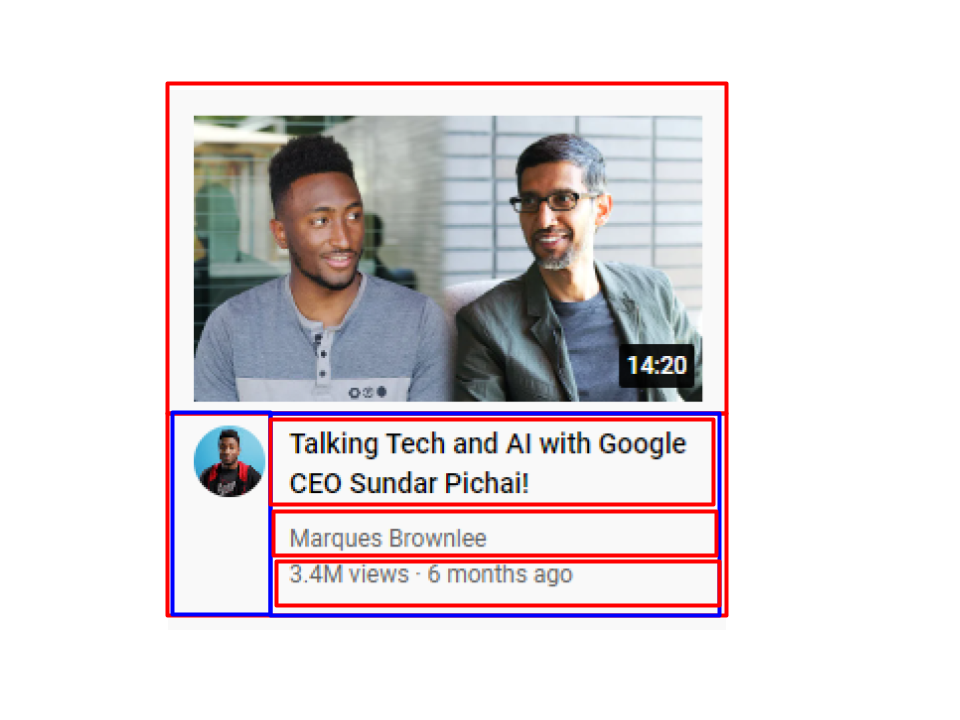 14:20
Talking Tech and AI with Google
CEO Sundar Pichai!
Marques Brownlee
3.4M views · 6 months ago